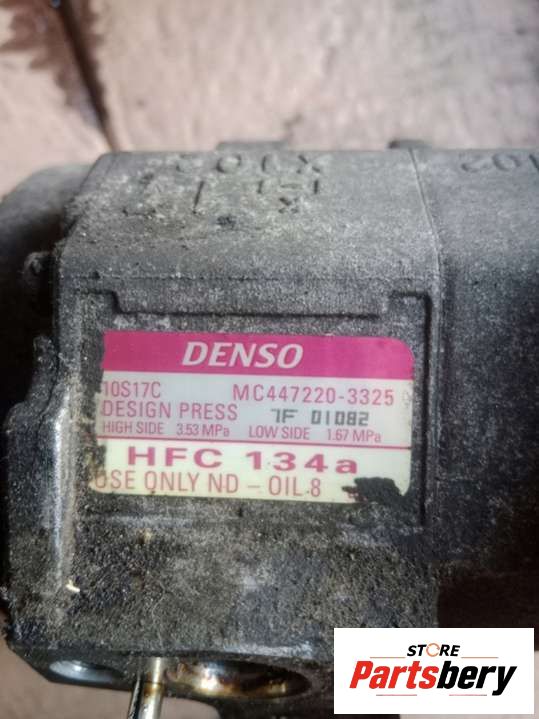 DENSO
10S17C MC447220-3325
DESIGN PRESS 7F 01082
HIGH SIDE 3.53 MPa LOW SIDE 1.67 MPa
HFC 134a
USE ONLY ND-OIL 8
STORE
Partsbery